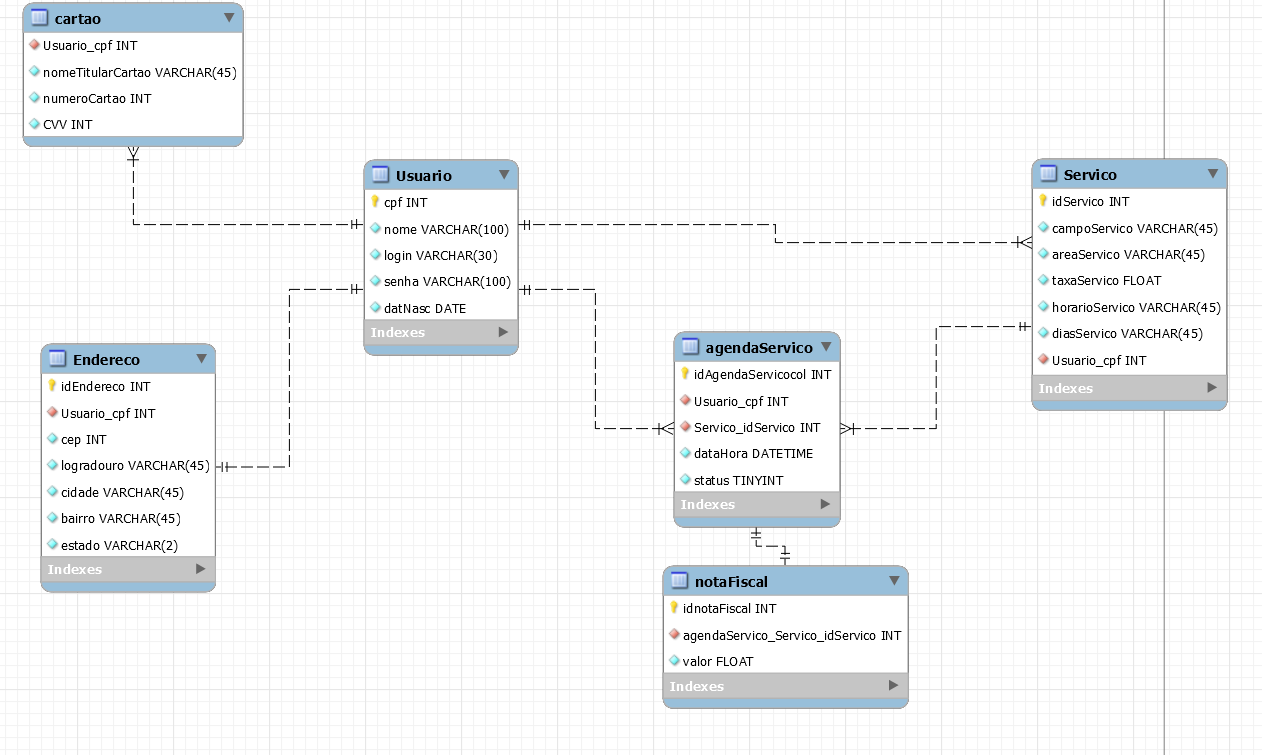 cartao
Usuario_cpf INT
nomeTitularCartao VARCHAR(45)
numeroCartao INT
CVV INT
Usuario
cpf INT
nome VARCHAR(100)
login VARCHAR(30)
senha VARCHAR(100)
datNasc DATE
Indexes
Servico
idServico INT
campoServico VARCHAR(45)
areaServico VARCHAR(45)
taxaServico FLOAT
horarioServico VARCHAR(45)
diasServico VARCHAR(45)
Usuario_cpf INT
Indexes
Endereco
idEndereco INT
Usuario_cpf INT
cep INT
logradouro VARCHAR(45)
cidade VARCHAR(45)
bairro VARCHAR(45)
estado VARCHAR(2)
Indexes
agendaServico
idAgendaServicocol INT
Usuario_cpf INT
Servico_idServico INT
dataHora DATETIME
status TINYINT
Indexes
notaFiscal
idnotaFiscal INT
agendaServico_Servico_idServico INT
valor FLOAT
Indexes